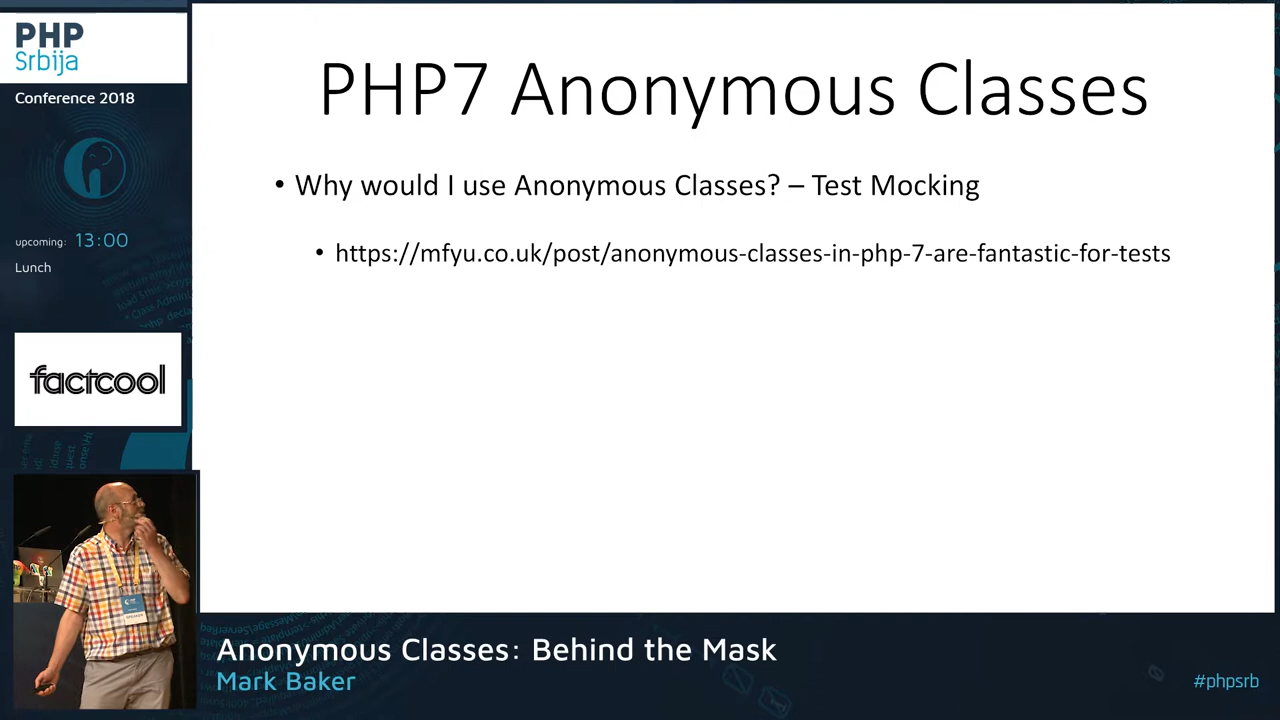 PHP
Srbija
Conference 2018
upcoming: 13:00
Lunch
factcool
PHP7 Anonymous Classes
• Why would I use Anonymous Classes? – Test Mocking
• https://mfyu.co.uk/post/anonymous-classes-in-php-7-are-fantastic-for-tests
Anonymous Classes: Behind the Mask
Mark Baker
#phpsrb